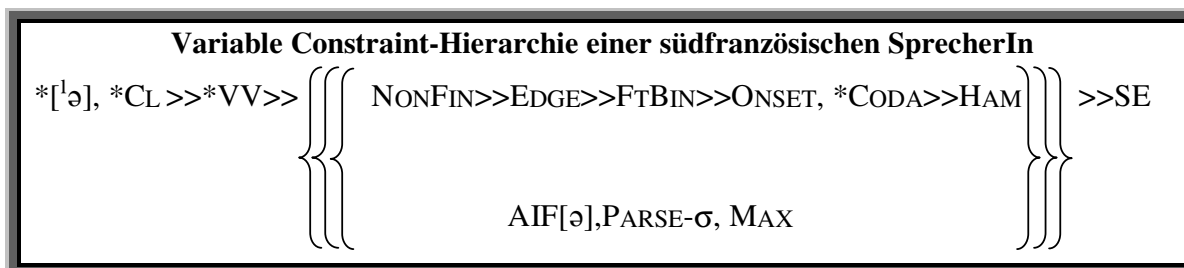 Variable Constraint-Hierarchie einer südfranzösischen SprecherIn
*[ˈə], *CL >>*VV>> {{{ NONFIN>>EDGE>>FTBIN>>ONSET, *CODA>>HAM }}} >>SE
AIF[ə],PARSE-σ, MAX